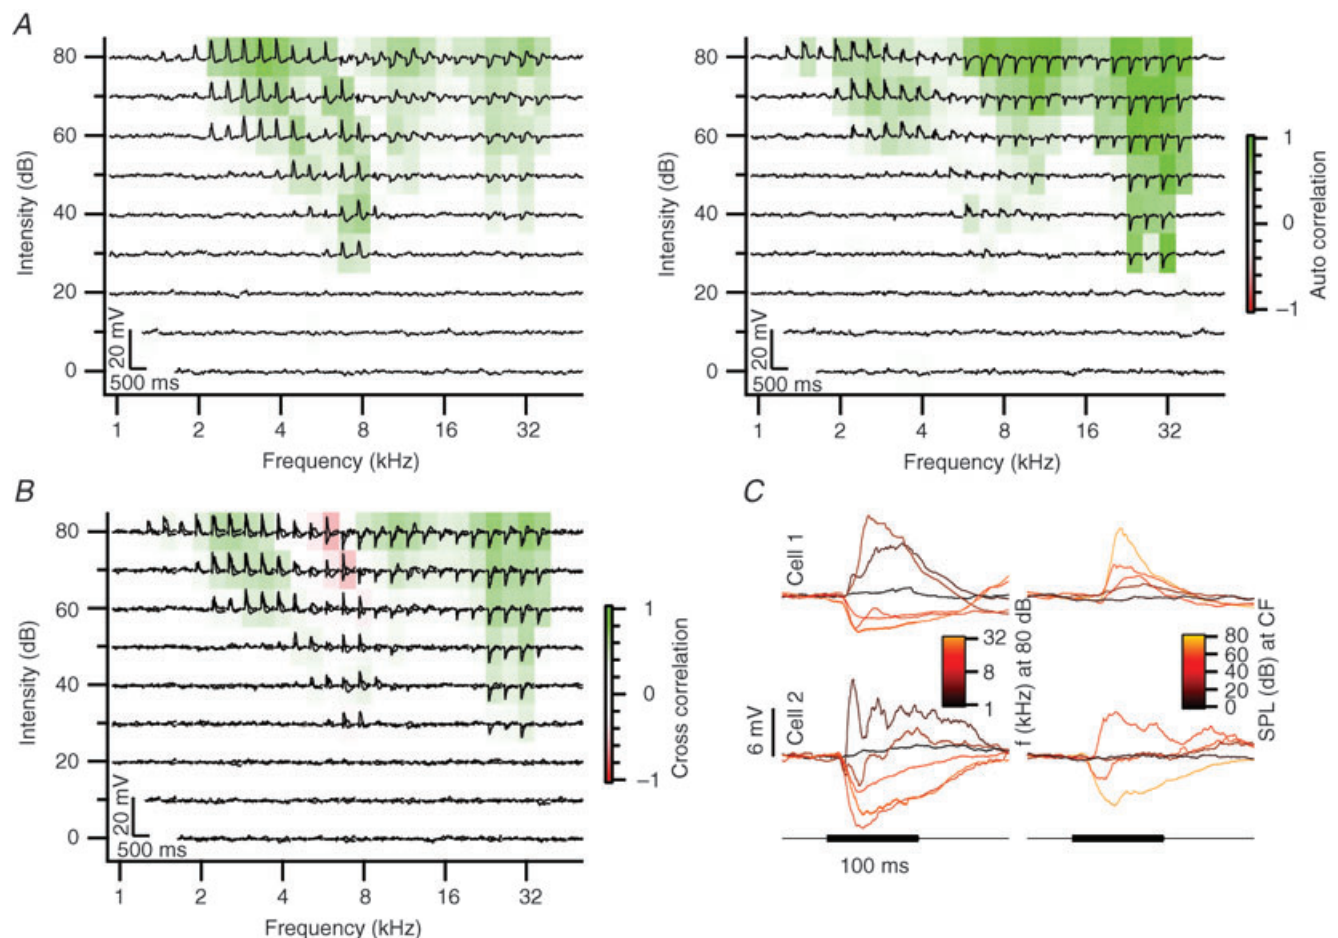 A
80
60
40
20
0
Intensity (dB)
20 mV
500 ms
1 2 4 8 16 32
Frequency (kHz)
80
60
40
20
0
Intensity (dB)
20 mV
500 ms
1 2 4 8 16 32
Frequency (kHz)
1
0
−1
Auto correlation
B
80
60
40
20
0
Intensity (dB)
20 mV
500 ms
1 2 4 8 16 32
Frequency (kHz)
1
0
−1
Cross correlation
C
Cell 1
Cell 2
6 mV
32
8
1
f (kHz) at 80 dB
80
60
40
20
0
SPL (dB) at CF
100 ms